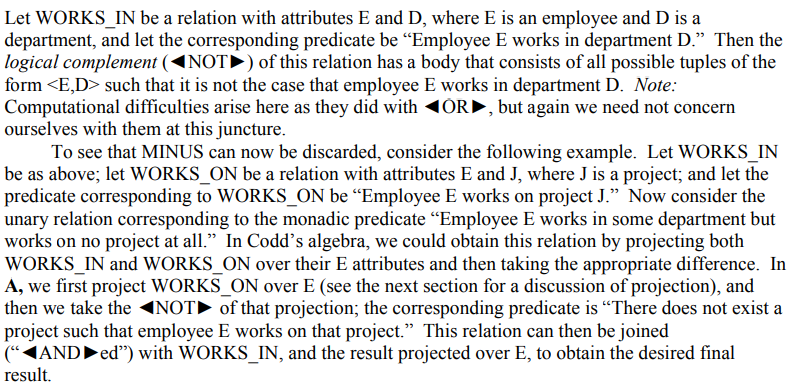 Let WORKS_IN be a relation with attributes E and D, where E is an employee and D is a
department, and let the corresponding predicate be “Employee E works in department D.”  Then the
logical complement (◄NOT►) of this relation has a body that consists of all possible tuples of the
form <E,D> such that it is not the case that employee E works in department D.  Note:
Computational difficulties arise here as they did with ◄OR►, but again we need not concern
ourselves with them at this juncture.
To see that MINUS can now be discarded, consider the following example.  Let WORKS_IN
be as above; let WORKS_ON be a relation with attributes E and J, where J is a project; and let the
predicate corresponding to WORKS_ON be “Employee E works on project J.”  Now consider the
unary relation corresponding to the monadic predicate “Employee E works in some department but
works on no project at all.”  In Codd’s algebra, we could obtain this relation by projecting both
WORKS_IN and WORKS_ON over their E attributes and then taking the appropriate difference.  In
A, we first project WORKS_ON over E (see the next section for a discussion of projection), and
then we take the ◄NOT► of that projection; the corresponding predicate is “There does not exist a
project such that employee E works on that project.”  This relation can then be joined
(“◄AND►ed”) with WORKS_IN, and the result projected over E, to obtain the desired final
result.